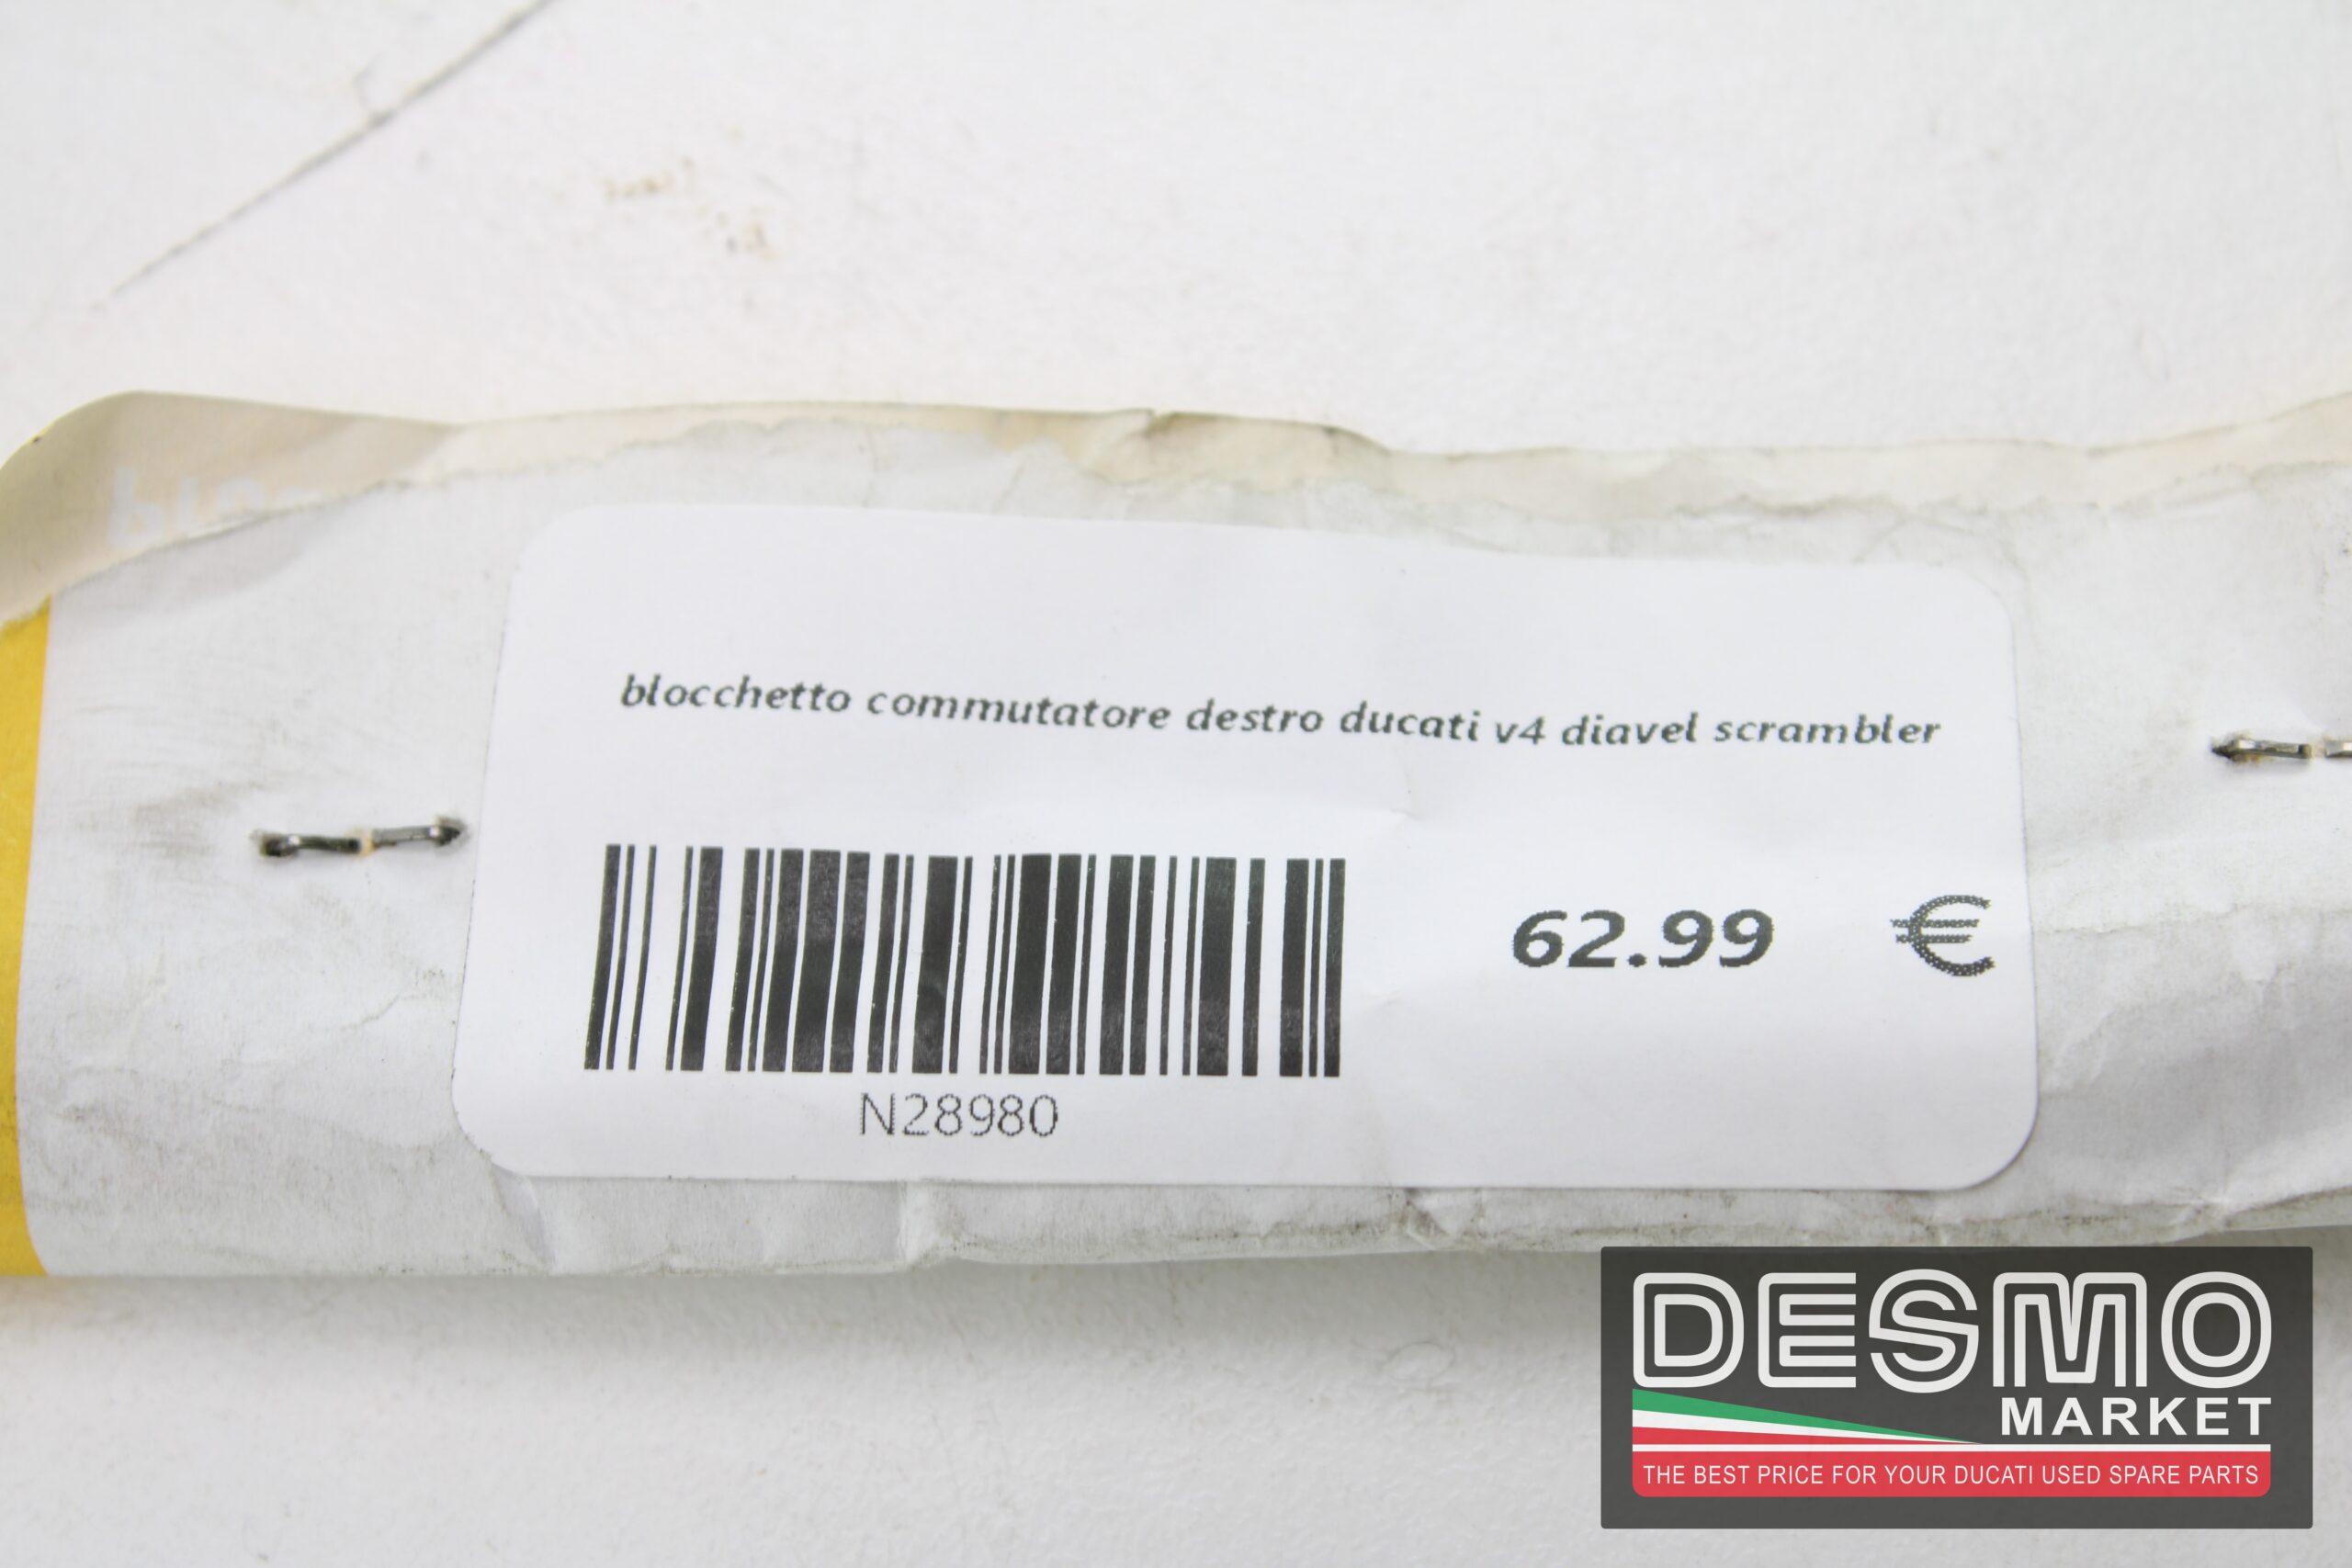 blocchetto commutatore destro ducati v4 diavel scrambler
62.99 €
N28980
DESMO
MARKET
THE BEST PRICE FOR YOUR DUCATI USED SPARE PARTS